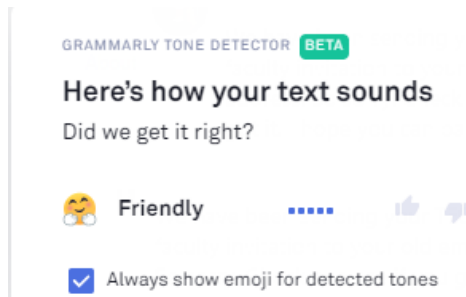 GRAMMARLY TONE DETECTOR BETA
Here's how your text sounds
Did we get it right?
Friendly
Always show emoji for detected tones